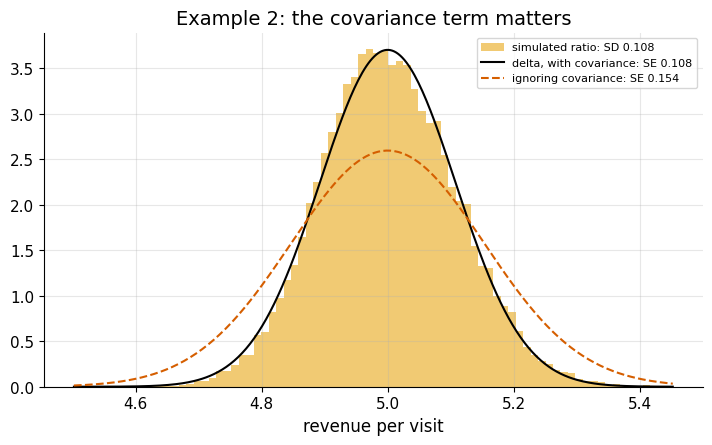 Example 2: the covariance term matters
simulated ratio: SD 0.108
delta, with covariance: SE 0.108
ignoring covariance: SE 0.154
3.5
3.0
2.5
2.0
1.5
1.0
0.5
0.0
4.6 4.8 5.0 5.2 5.4
revenue per visit